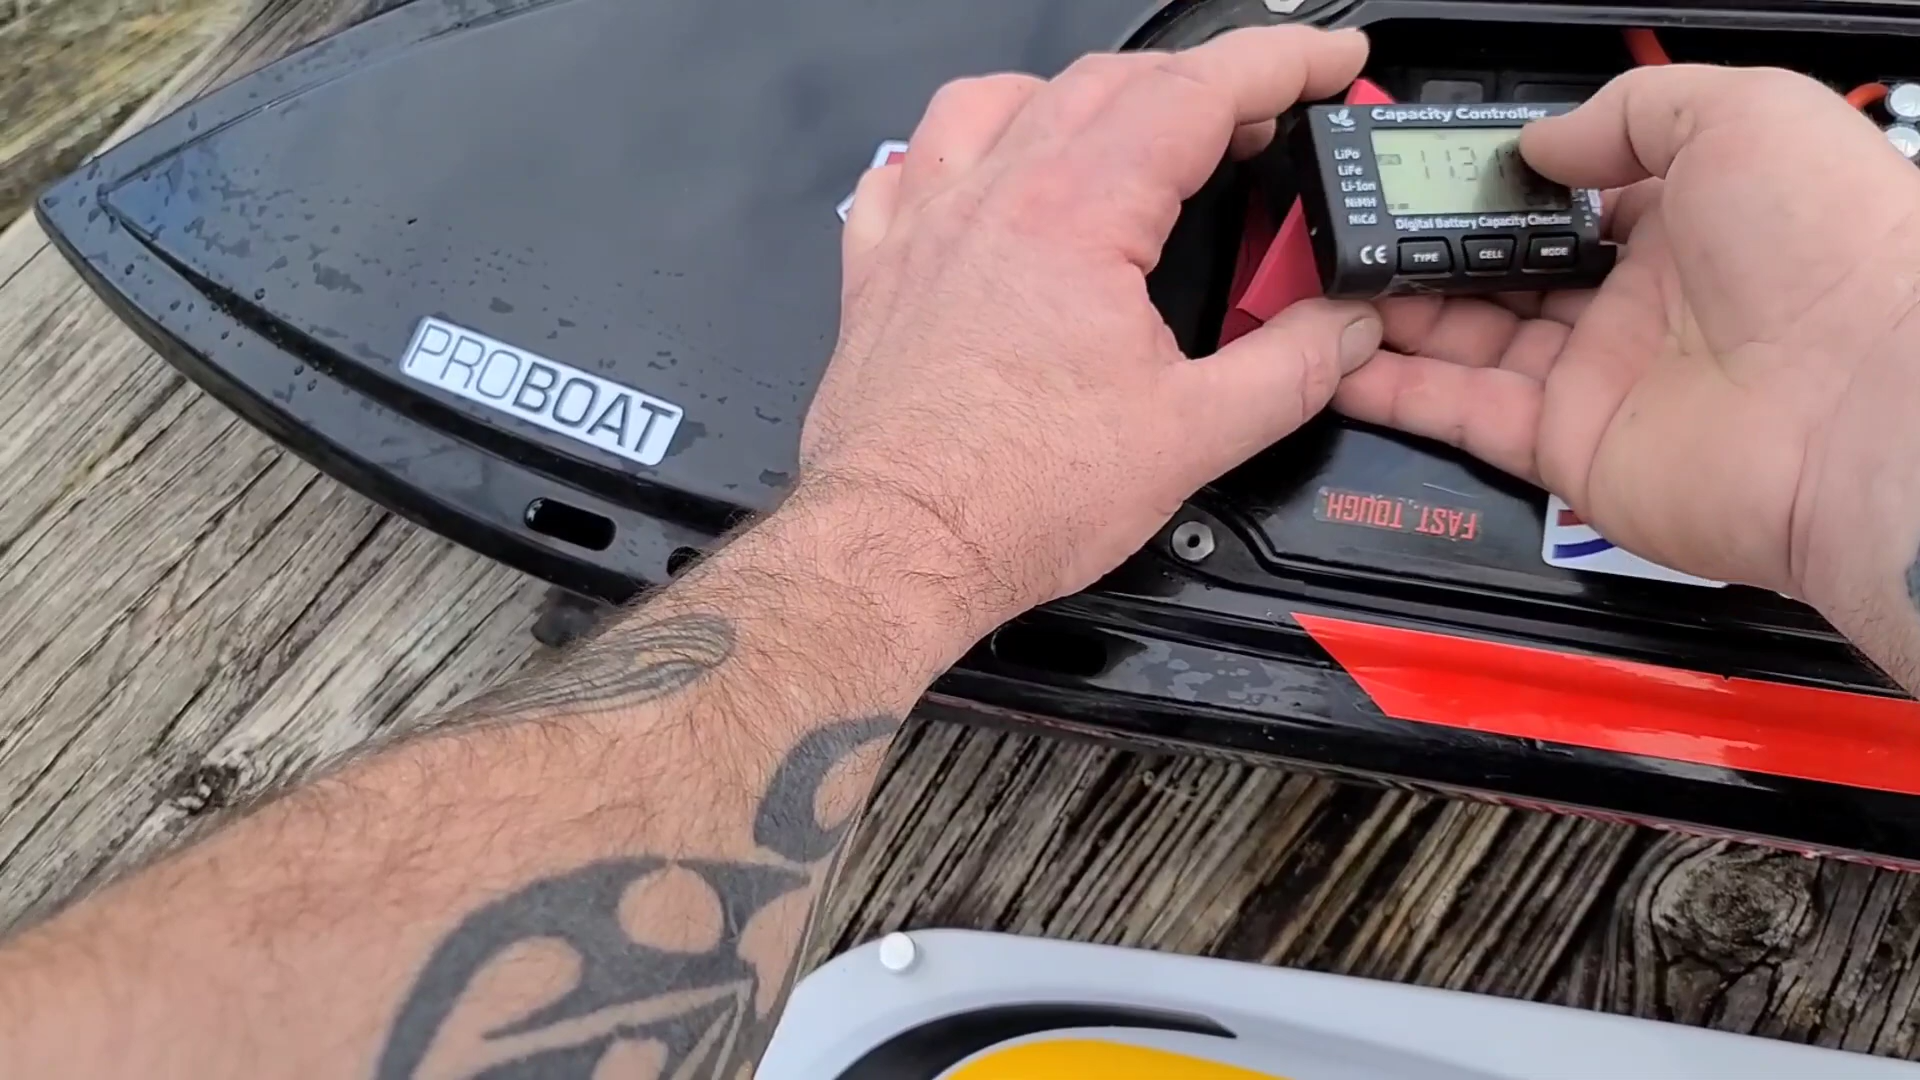 Capacity Controller
LiPo
LiFe
Li-Ion
NiMH
NiCd
Digital Battery Capacity Checker
CE
TYPE
CELL
MODE
PROBOAT
FAST. TOUGH.